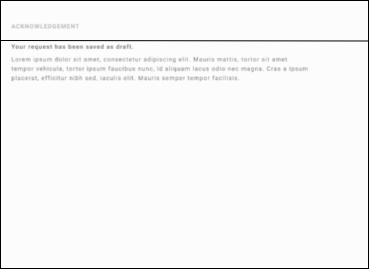 ACKNOWLEDGEMENT
Your request has been saved as draft.
Lorem ipsum dolor sit amet, consectetur adipiscing elit. Mauris mattis, tortor sit amet
tempor vehicula, tortor ipsum faucibus nunc, id aliquam lacus odio nec magna. Cras a ipsum
placerat, efficitur nibh sed, iaculis elit. Mauris semper tempor facilisis.